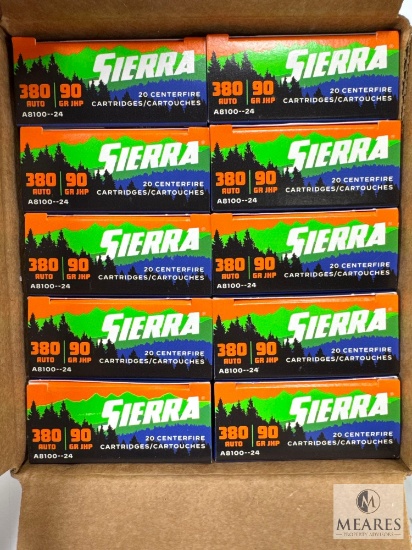 SIERRA
380 | 90
AUTO GR JHP
20 CENTERFIRE
CARTRIDGES/CARTOUCHES
A8100--24
SIERRA
380 | 90
AUTO GR JHP
20 CENTERFIRE
CARTRIDGES/CARTOUCHES
A8100--24
SIERRA
380 | 90
AUTO GR JHP
20 CENTERFIRE
CARTRIDGES/CARTOUCHES
A8100--24
SIERRA
380 | 90
AUTO GR JHP
20 CENTERFIRE
CARTRIDGES/CARTOUCHES
A8100--24
SIERRA
380 | 90
AUTO GR JHP
20 CENTERFIRE
CARTRIDGES/CARTOUCHES
A8100--24
SIERRA
380 | 90
AUTO GR JHP
20 CENTERFIRE
CARTRIDGES/CARTOUCHES
A8100--24
SIERRA
380 | 90
AUTO GR JHP
20 CENTERFIRE
CARTRIDGES/CARTOUCHES
A8100--24
SIERRA
380 | 90
AUTO GR JHP
20 CENTERFIRE
CARTRIDGES/CARTOUCHES
A8100--24
SIERRA
380 | 90
AUTO GR JHP
20 CENTERFIRE
CARTRIDGES/CARTOUCHES
A8100--24
SIERRA
380 | 90
AUTO GR JHP
20 CENTERFIRE
CARTRIDGES/CARTOUCHES
A8100--24
M
MEARES
PROPERTY ADVISORS